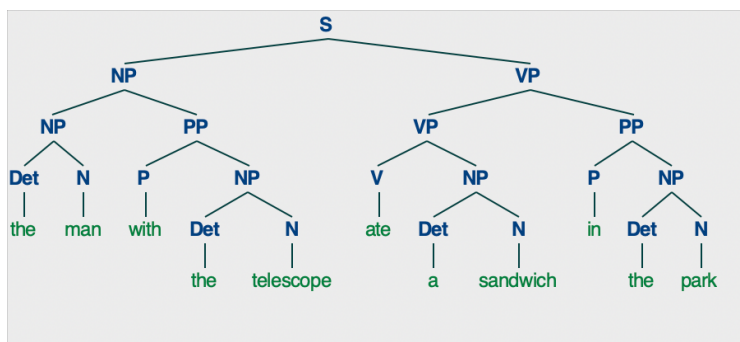 S
NP VP
NP PP VP PP
Det N P NP V NP P NP
the man with Det N ate Det N in Det N
the telescope a sandwich the park